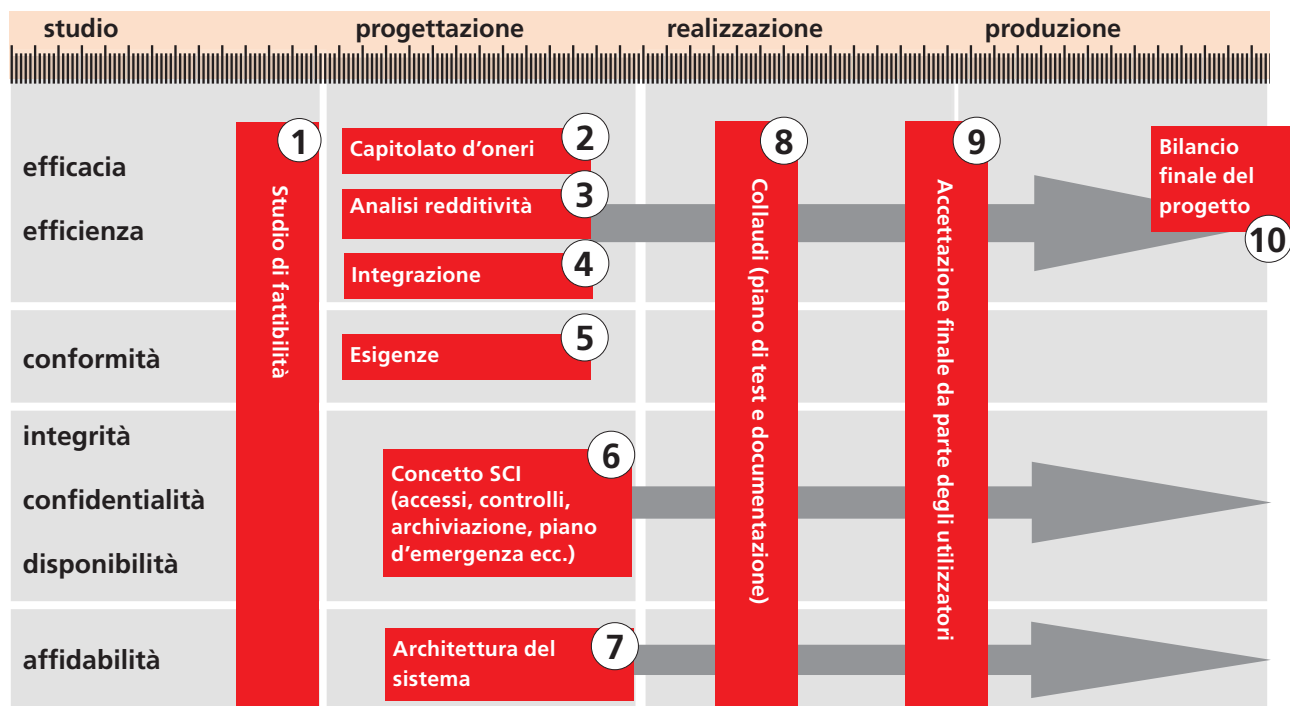 studio progettazione realizzazione produzione
efficacia
efficienza
conformità
integrità
confidentialità
disponibilità
affidabilità
1
Studio di fattibilità
2
Capitolato d'oneri
3
Analisi redditività
4
Integrazione
5
Esigenze
6
Concetto SCI
(accessi, controlli,
archiviazione, piano
d'emergenza ecc.)
7
Architettura del
sistema
8
Collaudi (piano di test e documentazione)
9
Accettazione finale da parte degli utilizzatori
Bilancio
finale del
progetto
10